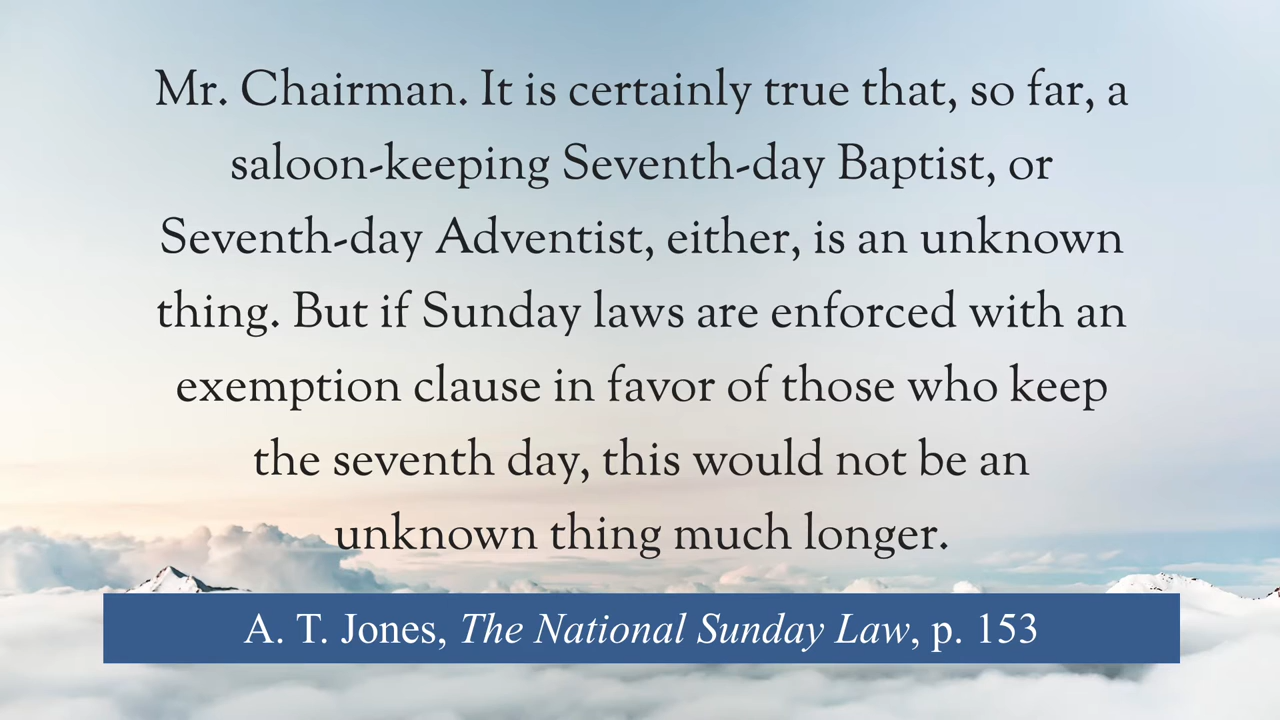 Mr. Chairman. It is certainly true that, so far, a
saloon-keeping Seventh-day Baptist, or
Seventh-day Adventist, either, is an unknown
thing. But if Sunday laws are enforced with an
exemption clause in favor of those who keep
the seventh day, this would not be an
unknown thing much longer.
A. T. Jones, The National Sunday Law, p. 153